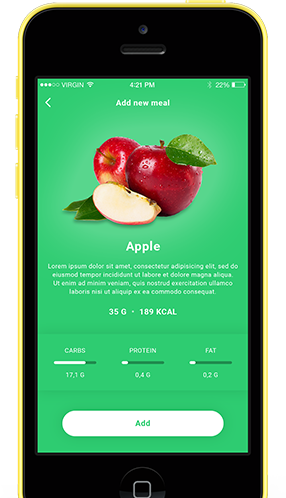 VIRGIN 4:21 PM 22%
Add new meal
Apple
Lorem ipsum dolor sit amet, consectetur adipisicing elit, sed do
eiusmod tempor incididunt ut labore et dolore magna aliqua.
Ut enim ad minim veniam, quis nostrud exercitation ullamco
laboris nisi ut aliquip ex ea commodo consequat.
35 G • 189 KCAL
CARBS PROTEIN FAT
17,1 G 0,4 G 0,2 G
Add